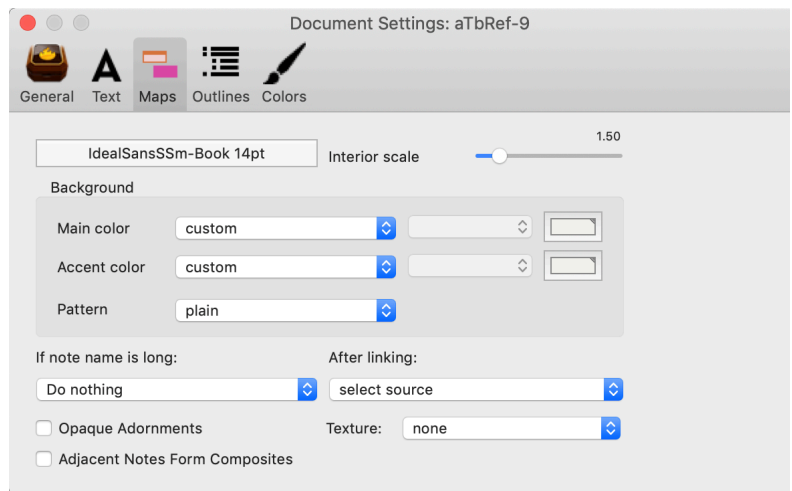 Document Settings: aTbRef-9
General Text Maps Outlines Colors
1.50
IdealSansSSm-Book 14pt Interior scale
Background
Main color custom
Accent color custom
Pattern plain
If note name is long: After linking:
Do nothing select source
Opaque Adornments Texture: none
Adjacent Notes Form Composites